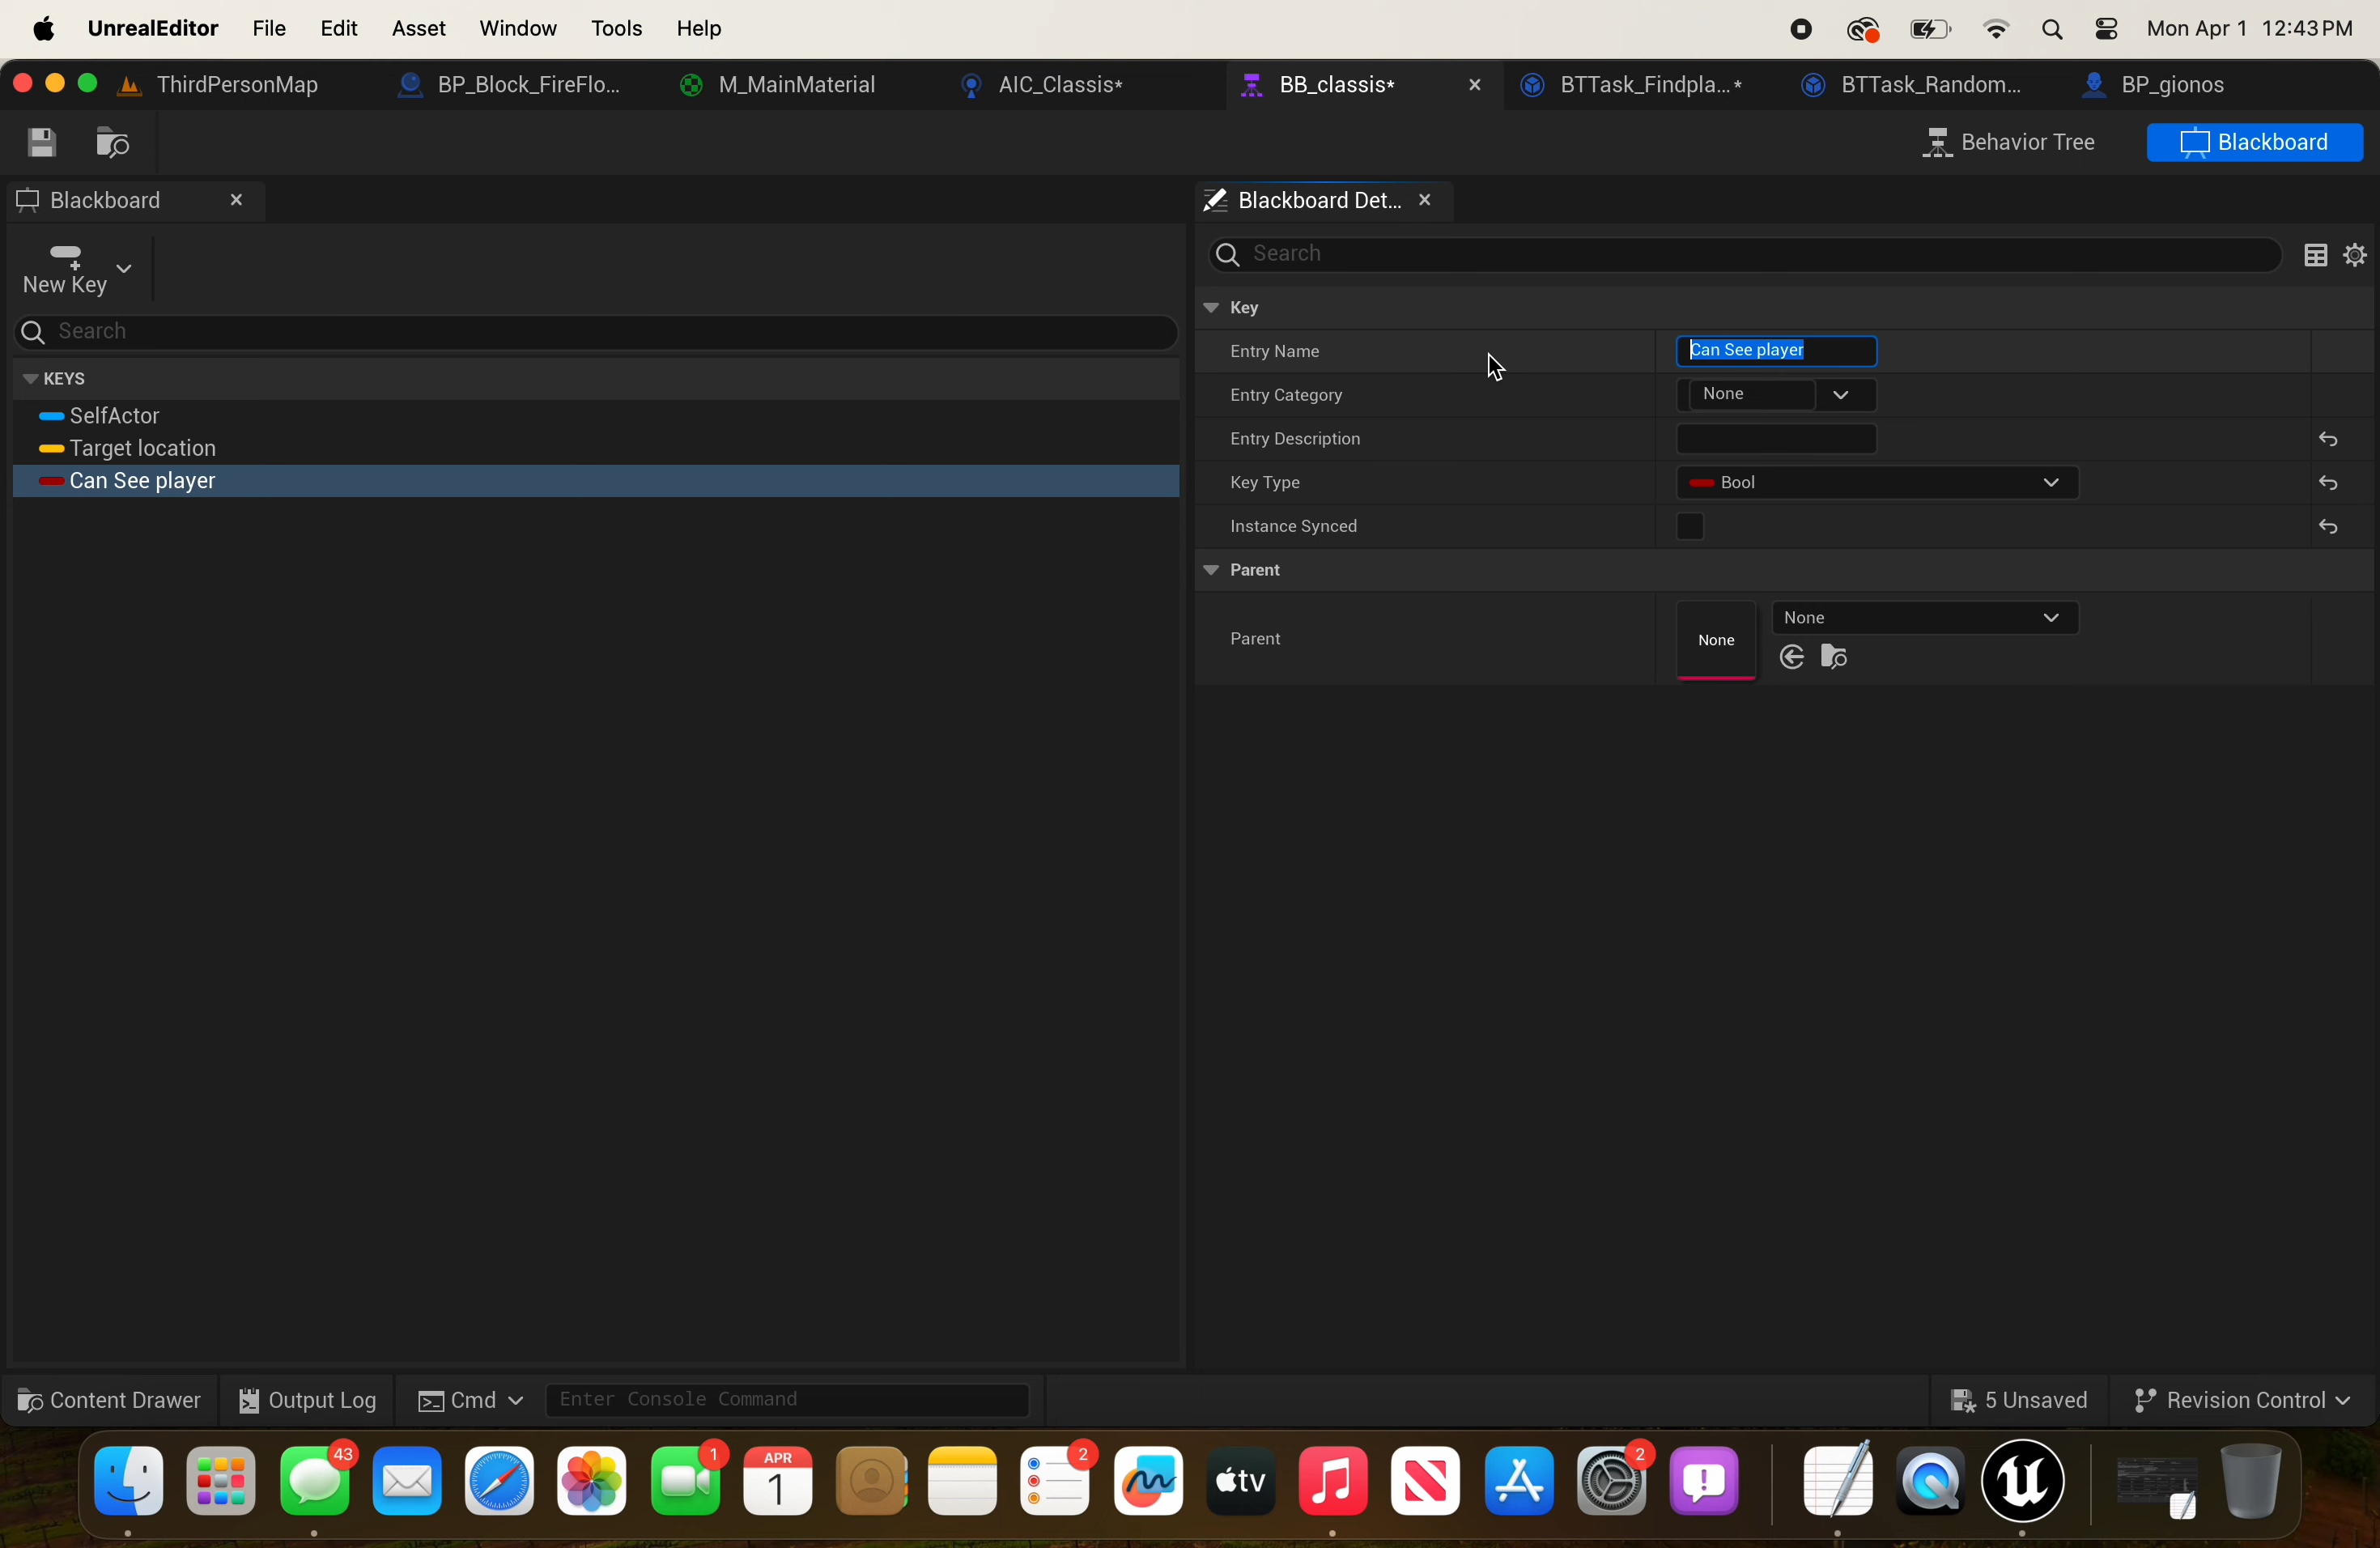 UnrealEditor File Edit Asset Window Tools Help Mon Apr 1 12:43 PM
ThirdPersonMap BP_Block_FireFlo... M_MainMaterial AIC_Classis* BB_classis* BTTask_Findpla...* BTTask_Random... BP_gionos
Behavior Tree Blackboard
Blackboard
Blackboard Det...
New Key
Search
Search
KEYS
SelfActor
Target location
Can See player
Key
Entry Name Can See player
Entry Category None
Entry Description
Key Type Bool
Instance Synced
Parent
Parent None None
Content Drawer Output Log Cmd Enter Console Command 5 Unsaved Revision Control
43 1 APR 1 2 tv 2